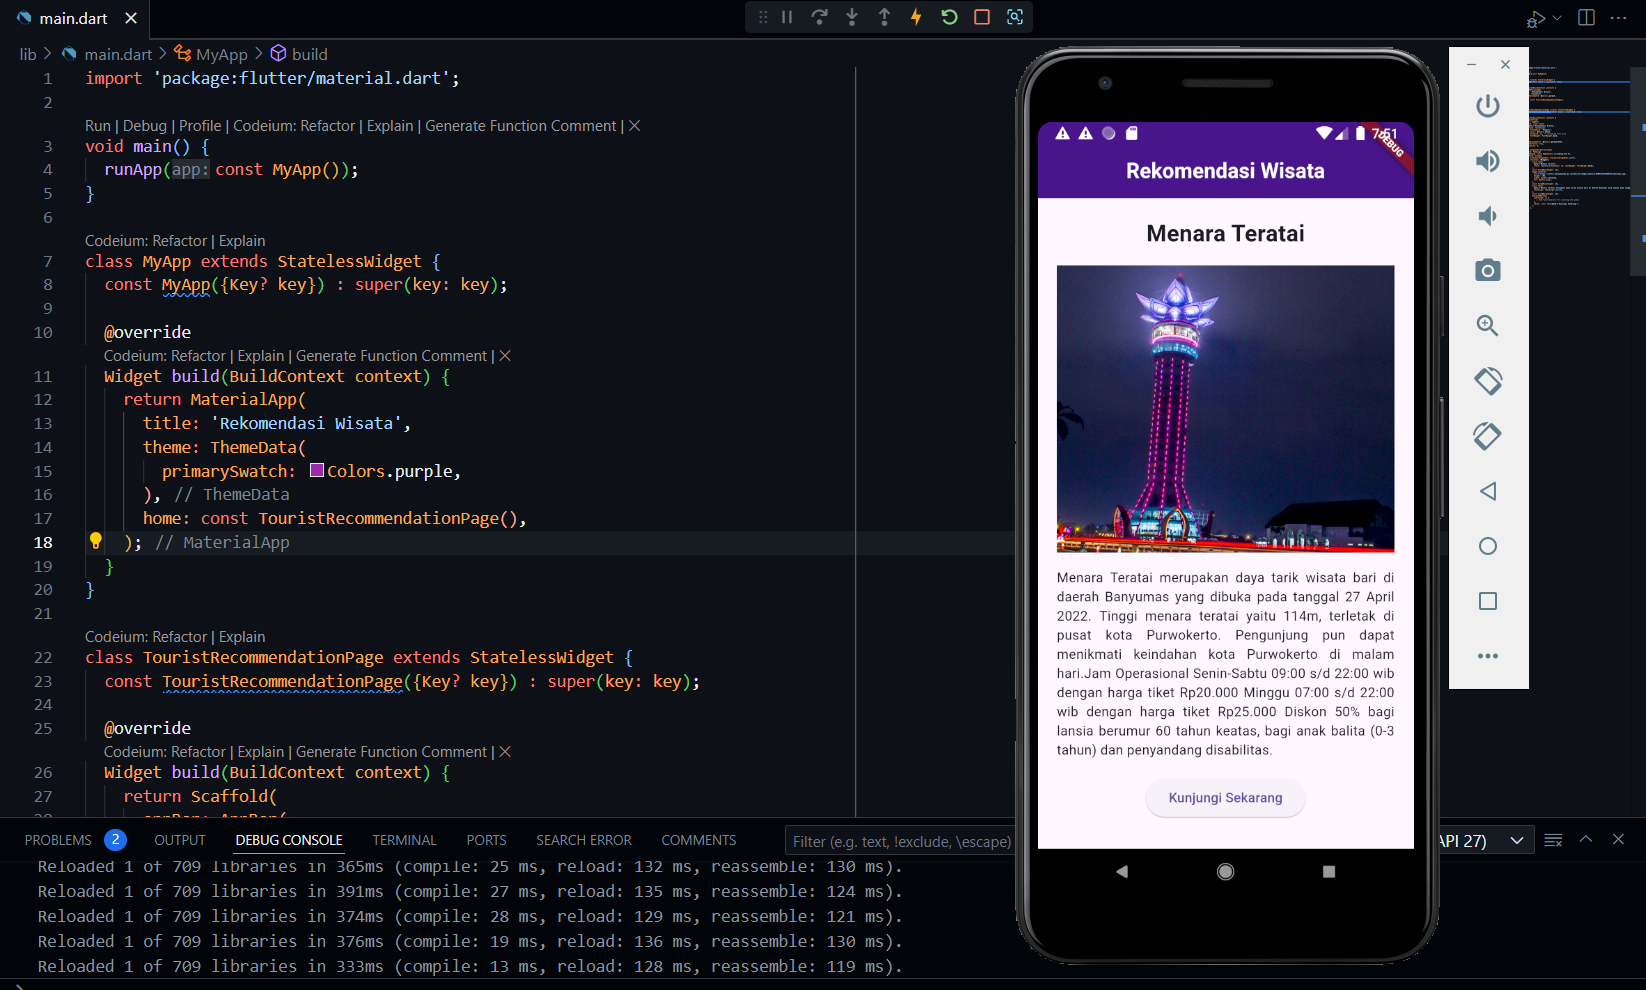 main.dart
lib > main.dart > MyApp > build
1 import 'package:flutter/material.dart';
2
Run | Debug | Profile | Codeium: Refactor | Explain | Generate Function Comment | X
3 void main() {
4 runApp(app: const MyApp());
5 }
6
Codeium: Refactor | Explain
7 class MyApp extends StatelessWidget {
8 const MyApp({Key? key}) : super(key: key);
9
10 @override
Codeium: Refactor | Explain | Generate Function Comment | X
11 Widget build(BuildContext context) {
12 return MaterialApp(
13 title: 'Rekomendasi Wisata',
14 theme: ThemeData(
15 primarySwatch: Colors.purple,
16 ), // ThemeData
17 home: const TouristRecommendationPage(),
18 ); // MaterialApp
19 }
20 }
21
Codeium: Refactor | Explain
22 class TouristRecommendationPage extends StatelessWidget {
23 const TouristRecommendationPage({Key? key}) : super(key: key);
24
25 @override
Codeium: Refactor | Explain | Generate Function Comment | X
26 Widget build(BuildContext context) {
27 return Scaffold(
28 appBar: AppBar(
PROBLEMS 2 OUTPUT DEBUG CONSOLE TERMINAL PORTS SEARCH ERROR COMMENTS
Filter (e.g. text, !exclude, \escape)
API 27)
Reloaded 1 of 709 libraries in 365ms (compile: 25 ms, reload: 132 ms, reassemble: 130 ms).
Reloaded 1 of 709 libraries in 391ms (compile: 27 ms, reload: 135 ms, reassemble: 124 ms).
Reloaded 1 of 709 libraries in 374ms (compile: 28 ms, reload: 129 ms, reassemble: 121 ms).
Reloaded 1 of 709 libraries in 376ms (compile: 19 ms, reload: 136 ms, reassemble: 130 ms).
Reloaded 1 of 709 libraries in 333ms (compile: 13 ms, reload: 128 ms, reassemble: 119 ms).
7:51
DEBUG
Rekomendasi Wisata
Menara Teratai
Menara Teratai merupakan daya tarik wisata bari di
daerah Banyumas yang dibuka pada tanggal 27 April
2022. Tinggi menara teratai yaitu 114m, terletak di
pusat kota Purwokerto. Pengunjung pun dapat
menikmati keindahan kota Purwokerto di malam
hari.Jam Operasional Senin-Sabtu 09:00 s/d 22:00 wib
dengan harga tiket Rp20.000 Minggu 07:00 s/d 22:00
wib dengan harga tiket Rp25.000 Diskon 50% bagi
lansia berumur 60 tahun keatas, bagi anak balita (0-3
tahun) dan penyandang disabilitas.
Kunjungi Sekarang